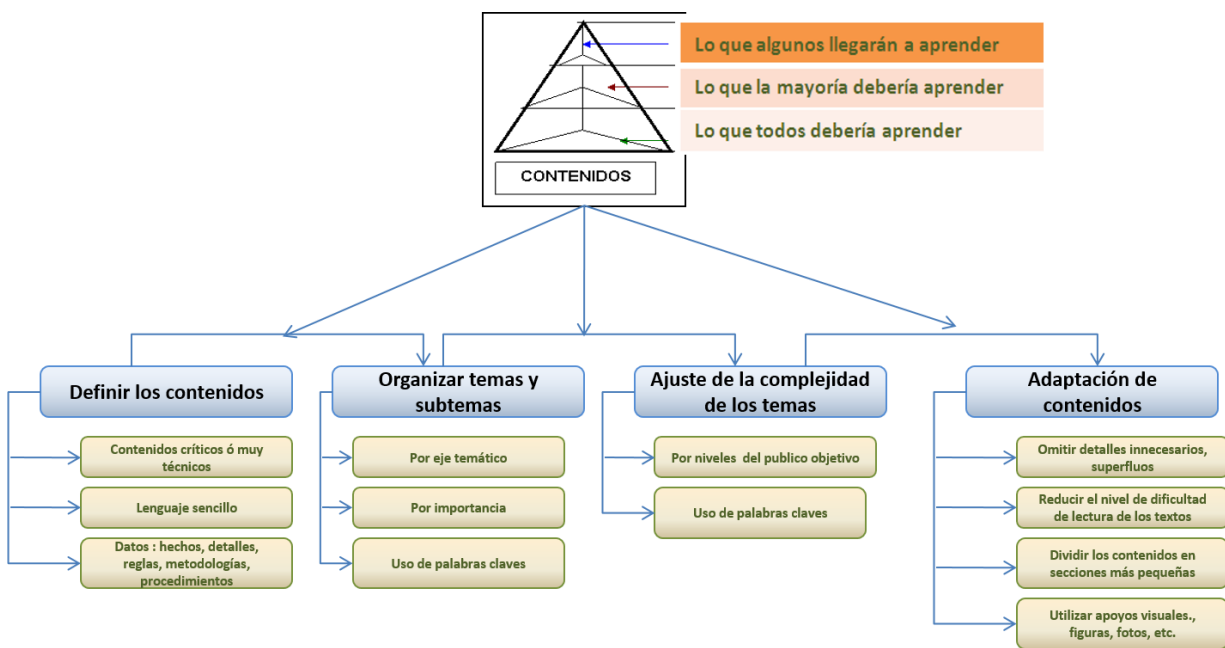 Lo que algunos llegarán a aprender
Lo que la mayoría debería aprender
Lo que todos debería aprender
CONTENIDOS
Definir los contenidos
Contenidos críticos ó muy
técnicos
Lenguaje sencillo
Datos : hechos, detalles,
reglas, metodologías,
procedimientos
Organizar temas y
subtemas
Por eje temático
Por importancia
Uso de palabras claves
Ajuste de la complejidad
de los temas
Por niveles del publico objetivo
Uso de palabras claves
Adaptación de
contenidos
Omitir detalles innecesarios,
superfluos
Reducir el nivel de dificultad
de lectura de los textos
Dividir los contenidos en
secciones más pequeñas
Utilizar apoyos visuales.,
figuras, fotos, etc.